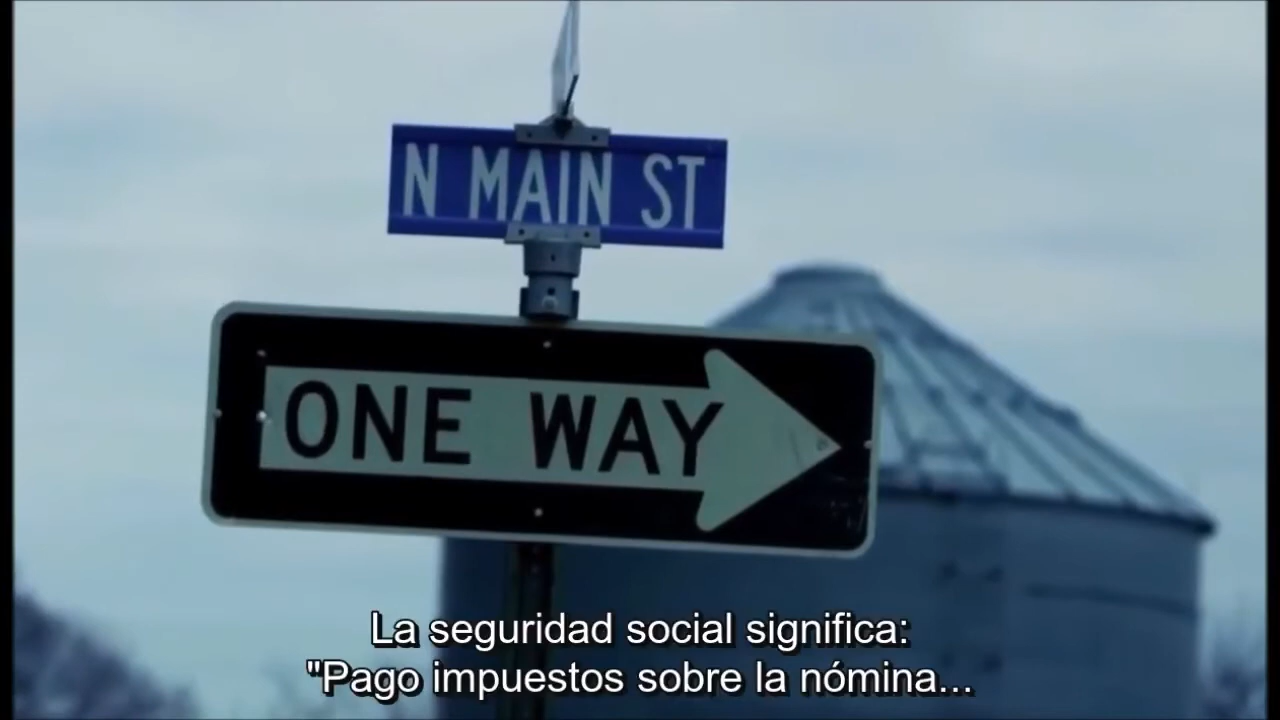 N MAIN ST
ONE WAY
La seguridad social significa:
"Pago impuestos sobre la nómina...